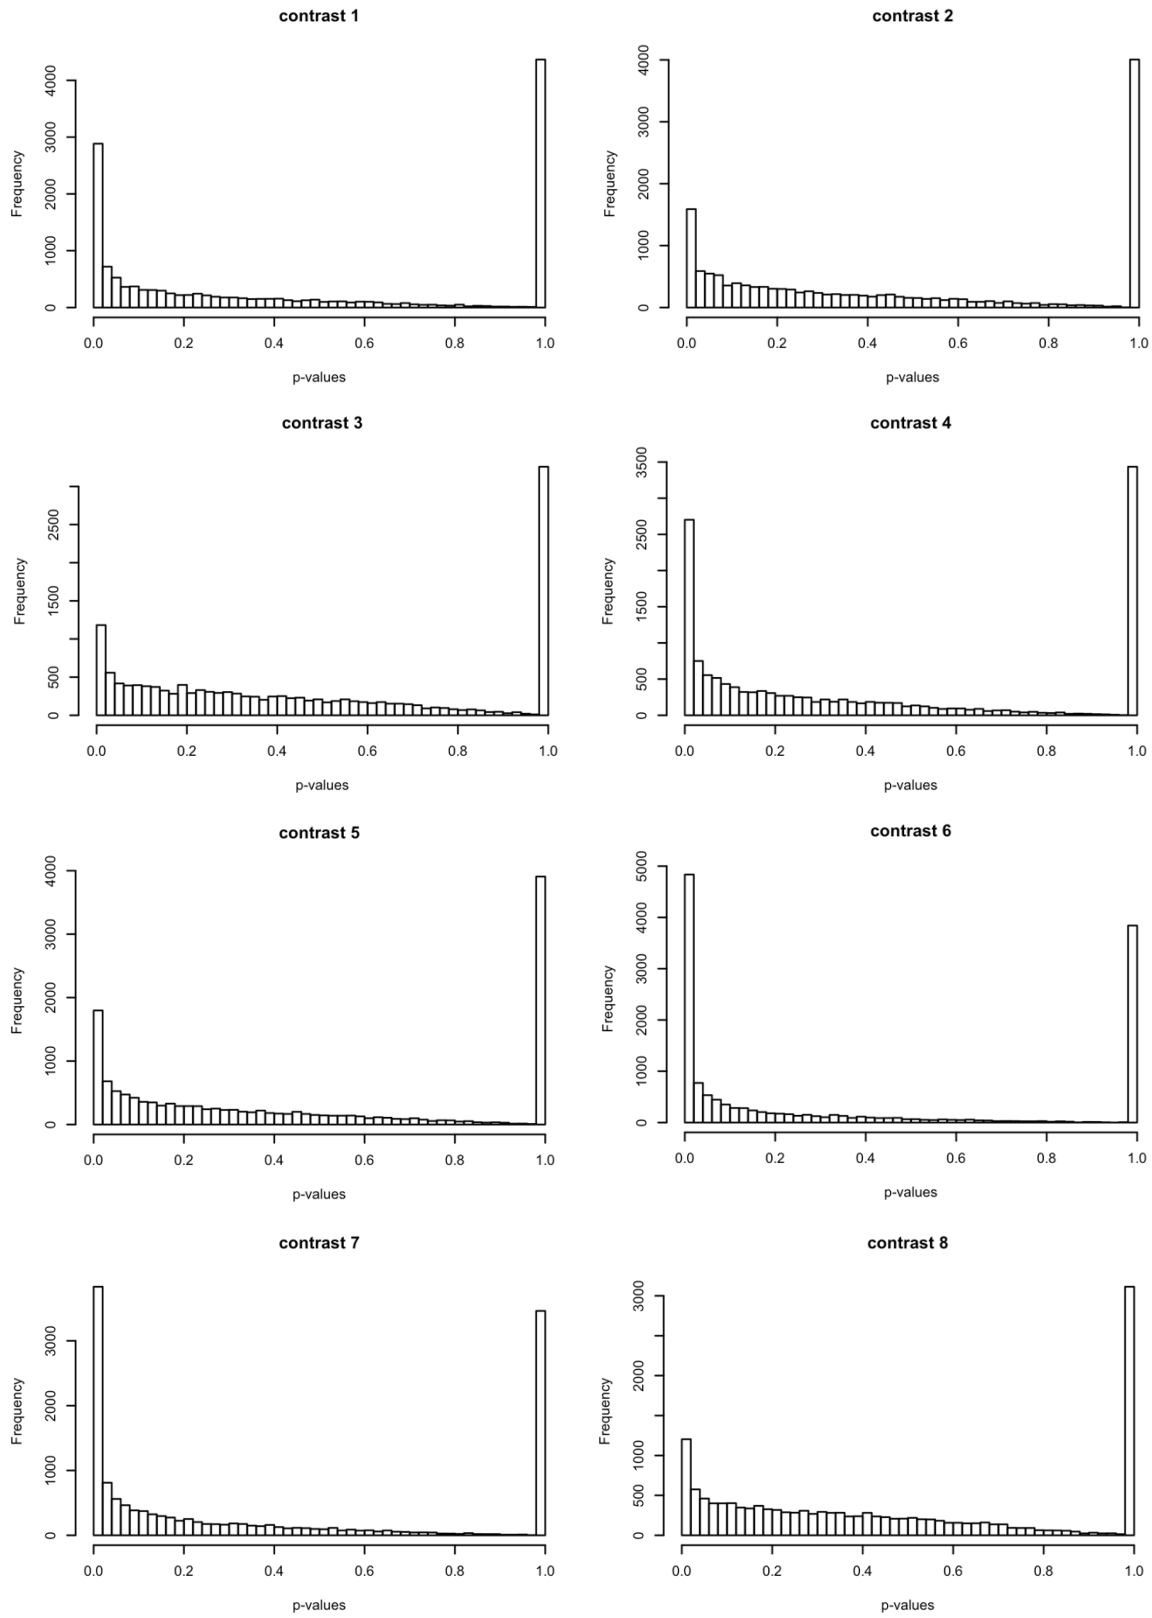 contrast 1
Frequency
0 1000 2000 3000 4000
0.0 0.2 0.4 0.6 0.8 1.0
p-values
contrast 2
Frequency
0 1000 2000 3000 4000
0.0 0.2 0.4 0.6 0.8 1.0
p-values
contrast 3
Frequency
0 500 1500 2500
0.0 0.2 0.4 0.6 0.8 1.0
p-values
contrast 4
Frequency
0 500 1500 2500 3500
0.0 0.2 0.4 0.6 0.8 1.0
p-values
contrast 5
Frequency
0 1000 2000 3000 4000
0.0 0.2 0.4 0.6 0.8 1.0
p-values
contrast 6
Frequency
0 1000 2000 3000 4000 5000
0.0 0.2 0.4 0.6 0.8 1.0
p-values
contrast 7
Frequency
0 1000 2000 3000
0.0 0.2 0.4 0.6 0.8 1.0
p-values
contrast 8
Frequency
0 500 1000 2000 3000
0.0 0.2 0.4 0.6 0.8 1.0
p-values